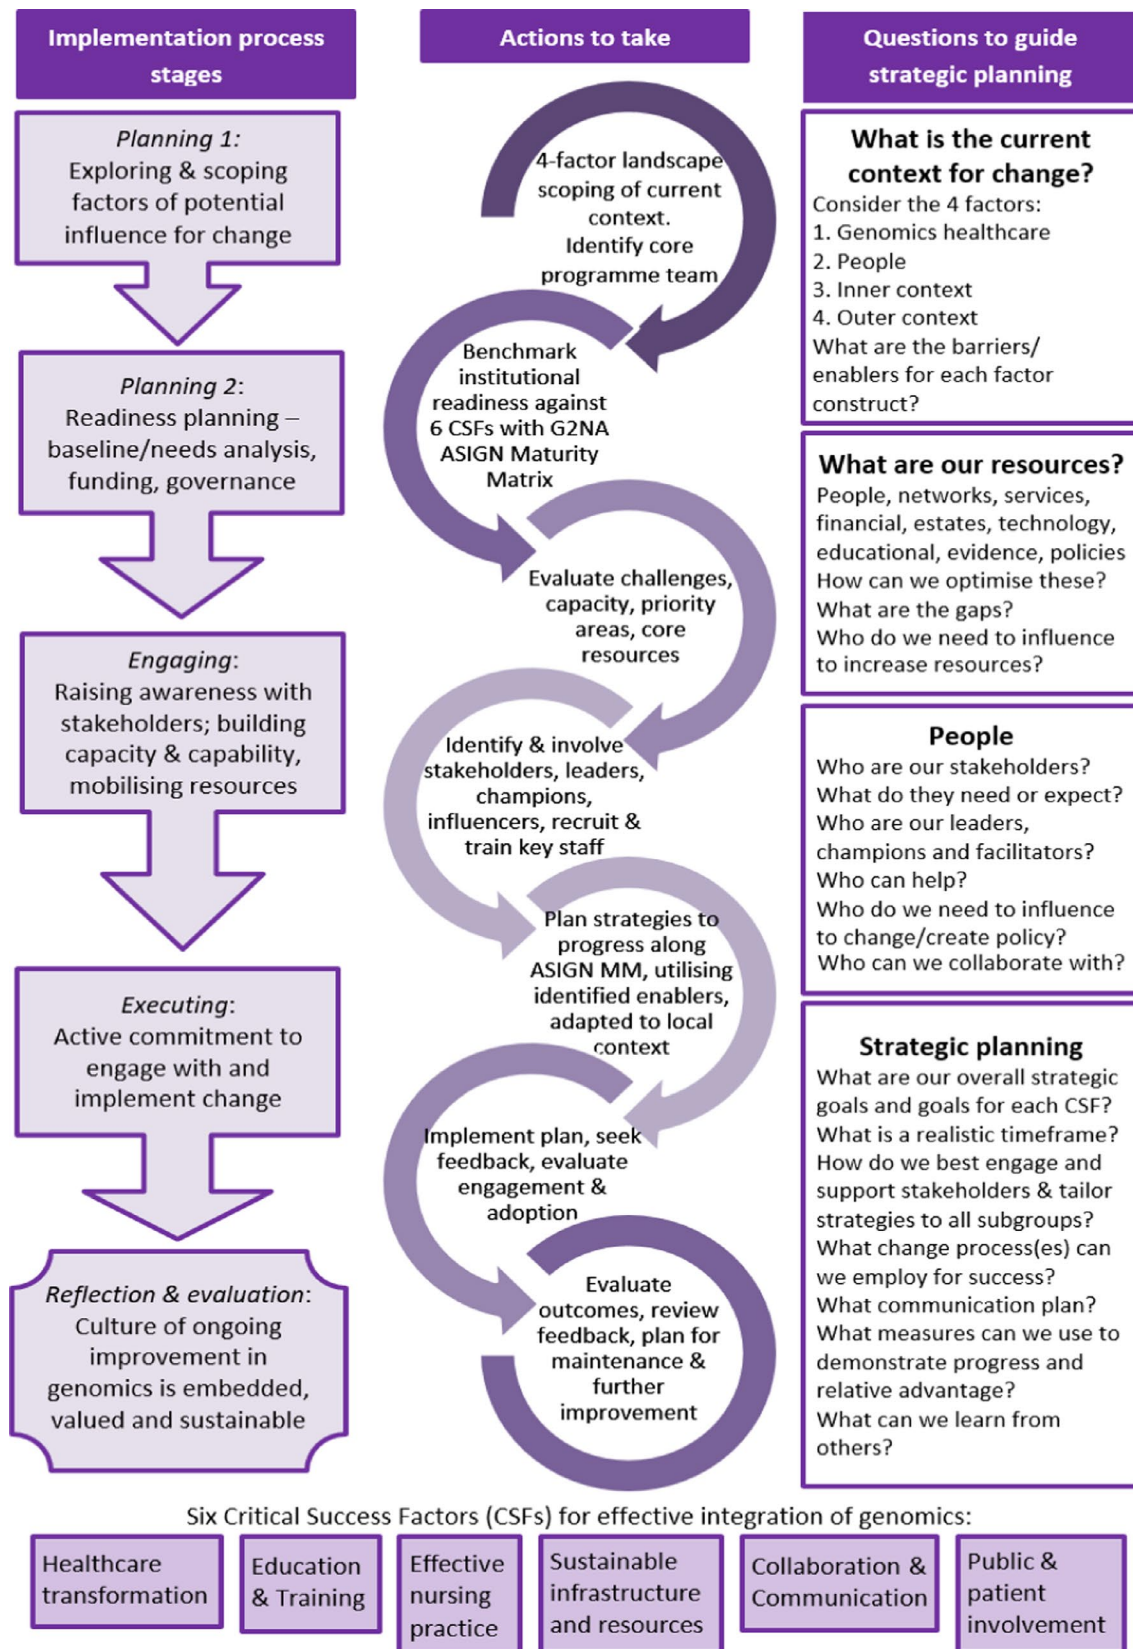 Implementation process
stages
Planning 1:
Exploring & scoping
factors of potential
influence for change
Planning 2:
Readiness planning –
baseline/needs analysis,
funding, governance
Engaging:
Raising awareness with
stakeholders; building
capacity & capability,
mobilising resources
Executing:
Active commitment to
engage with and
implement change
Reflection & evaluation:
Culture of ongoing
improvement in
genomics is embedded,
valued and sustainable
Actions to take
4-factor landscape
scoping of current
context.
Identify core
programme team
Benchmark
institutional
readiness against
6 CSFs with G2NA
ASIGN Maturity
Matrix
Evaluate challenges,
capacity, priority
areas, core
resources
Identify & involve
stakeholders, leaders,
champions,
influencers, recruit &
train key staff
Plan strategies to
progress along
ASIGN MM, utilising
identified enablers,
adapted to local
context
Implement plan, seek
feedback, evaluate
engagement &
adoption
Evaluate
outcomes, review
feedback, plan for
maintenance &
further
improvement
Questions to guide
strategic planning
What is the current
context for change?
Consider the 4 factors:
1. Genomics healthcare
2. People
3. Inner context
4. Outer context
What are the barriers/
enablers for each factor
construct?
What are our resources?
People, networks, services,
financial, estates, technology,
educational, evidence, policies
How can we optimise these?
What are the gaps?
Who do we need to influence
to increase resources?
People
Who are our stakeholders?
What do they need or expect?
Who are our leaders,
champions and facilitators?
Who can help?
Who do we need to influence
to change/create policy?
Who can we collaborate with?
Strategic planning
What are our overall strategic
goals and goals for each CSF?
What is a realistic timeframe?
How do we best engage and
support stakeholders & tailor
strategies to all subgroups?
What change process(es) can
we employ for success?
What communication plan?
What measures can we use to
demonstrate progress and
relative advantage?
What can we learn from
others?
Six Critical Success Factors (CSFs) for effective integration of genomics:
Healthcare
transformation
Education
& Training
Effective
nursing
practice
Sustainable
infrastructure
and resources
Collaboration &
Communication
Public &
patient
involvement